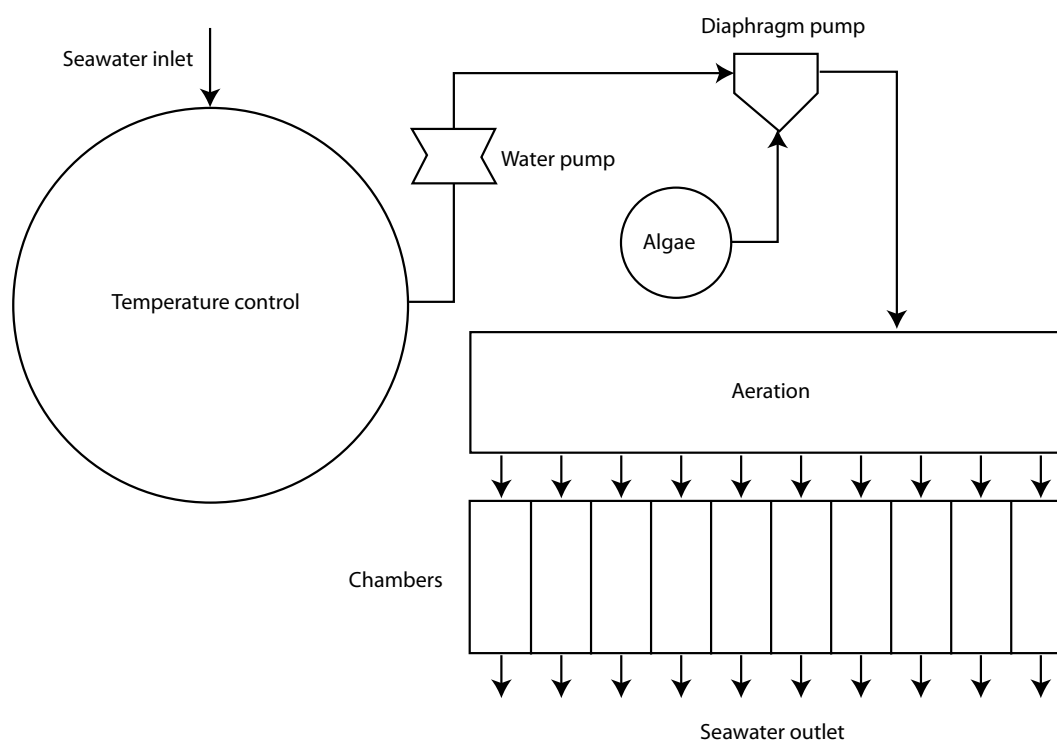 Diaphragm pump
Seawater inlet
Water pump
Algae
Temperature control
Aeration
Chambers
Seawater outlet